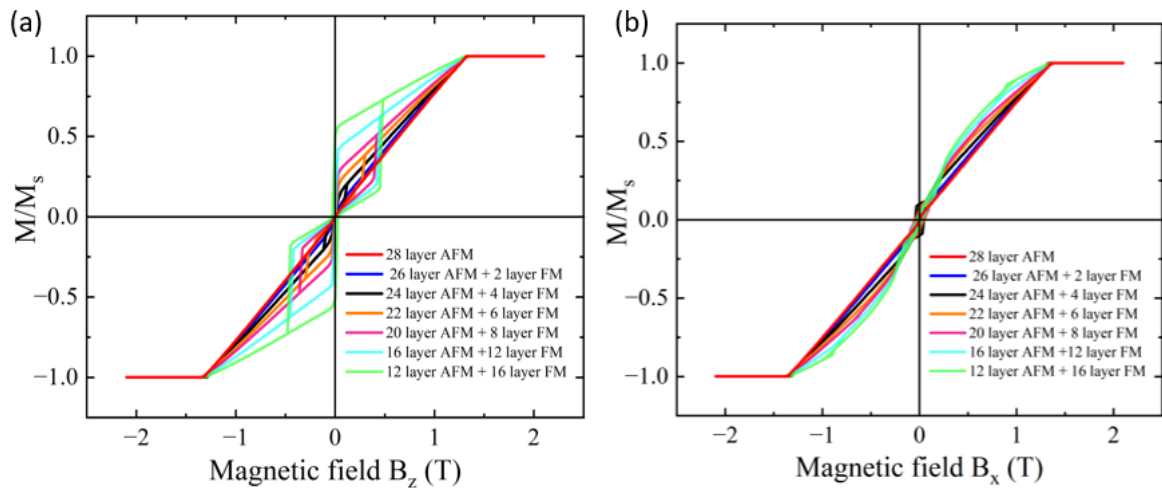 (a)
M/Mₛ
1.0
0.5
0.0
−0.5
−1.0
28 layer AFM
26 layer AFM + 2 layer FM
24 layer AFM + 4 layer FM
22 layer AFM + 6 layer FM
20 layer AFM + 8 layer FM
16 layer AFM +12 layer FM
12 layer AFM + 16 layer FM
−2 −1 0 1 2
Magnetic field B_z (T)
(b)
M/Mₛ
1.0
0.5
0.0
−0.5
−1.0
28 layer AFM
26 layer AFM + 2 layer FM
24 layer AFM + 4 layer FM
22 layer AFM + 6 layer FM
20 layer AFM + 8 layer FM
16 layer AFM +12 layer FM
12 layer AFM + 16 layer FM
−2 −1 0 1 2
Magnetic field Bₓ (T)